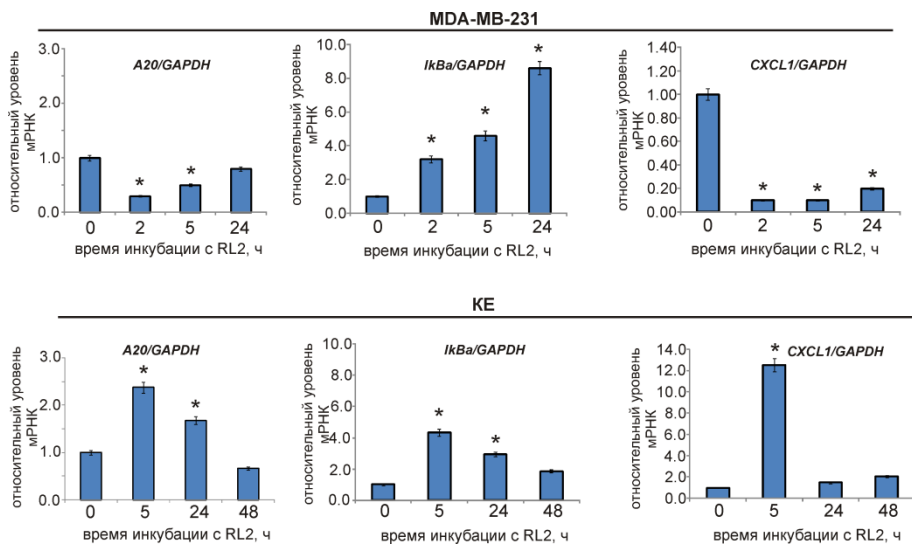 MDA-MB-231
A20/GAPDH
относительный уровень
мРНК
3.0
2.0
1.0
0.0
0 2 5 24
время инкубации с RL2, ч
* *
IkBa/GAPDH
относительный уровень
мРНК
10.0
8.0
6.0
4.0
2.0
0.0
0 2 5 24
время инкубации с RL2, ч
* * *
CXCL1/GAPDH
относительный уровень
мРНК
1.40
1.20
1.00
0.80
0.60
0.40
0.20
0.00
0 2 5 24
время инкубации с RL2, ч
* * *
КЕ
A20/GAPDH
относительный уровень
мРНК
3.0
2.0
1.0
0.0
0 5 24 48
время инкубации с RL2, ч
* *
IkBa/GAPDH
относительный уровень
мРНК
10.0
8.0
6.0
4.0
2.0
0.0
0 5 24 48
время инкубации с RL2, ч
* *
CXCL1/GAPDH
относительный уровень
мРНК
14.0
12.0
10.0
8.0
6.0
4.0
2.0
0.0
0 5 24 48
время инкубации с RL2, ч
*